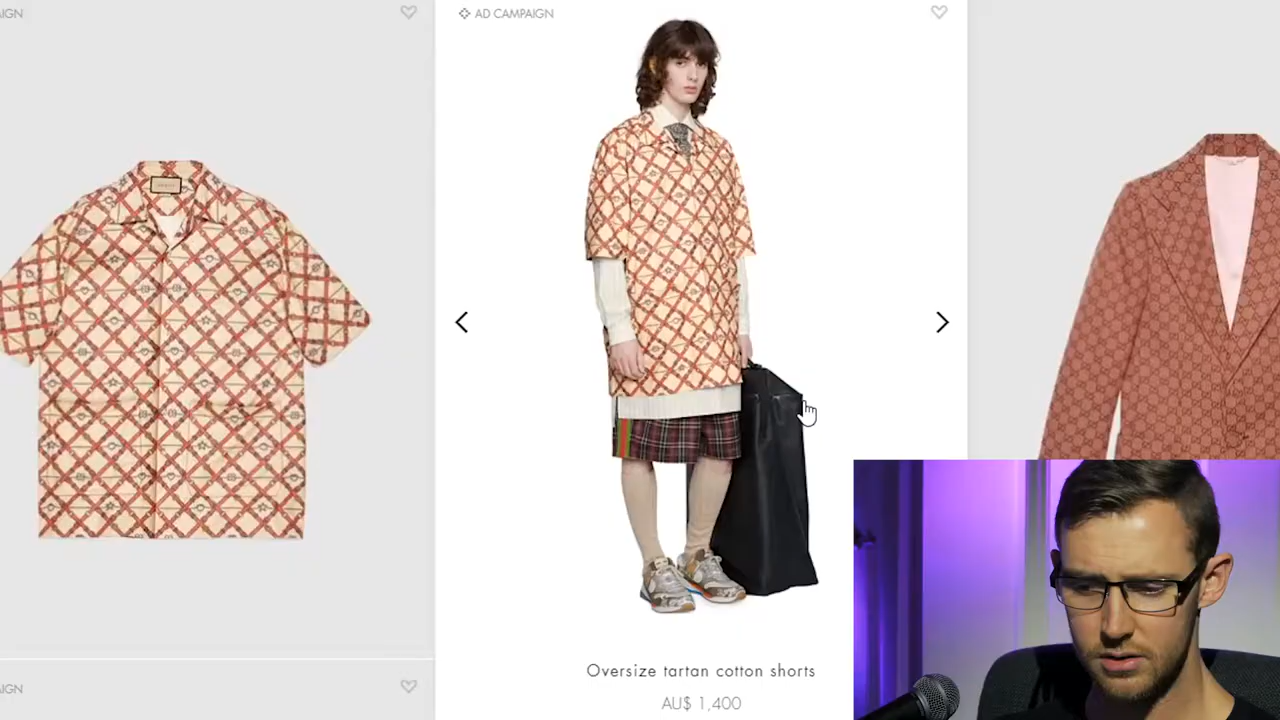 IGN
AD CAMPAIGN
Oversize tartan cotton shorts
AU$ 1,400
IGN